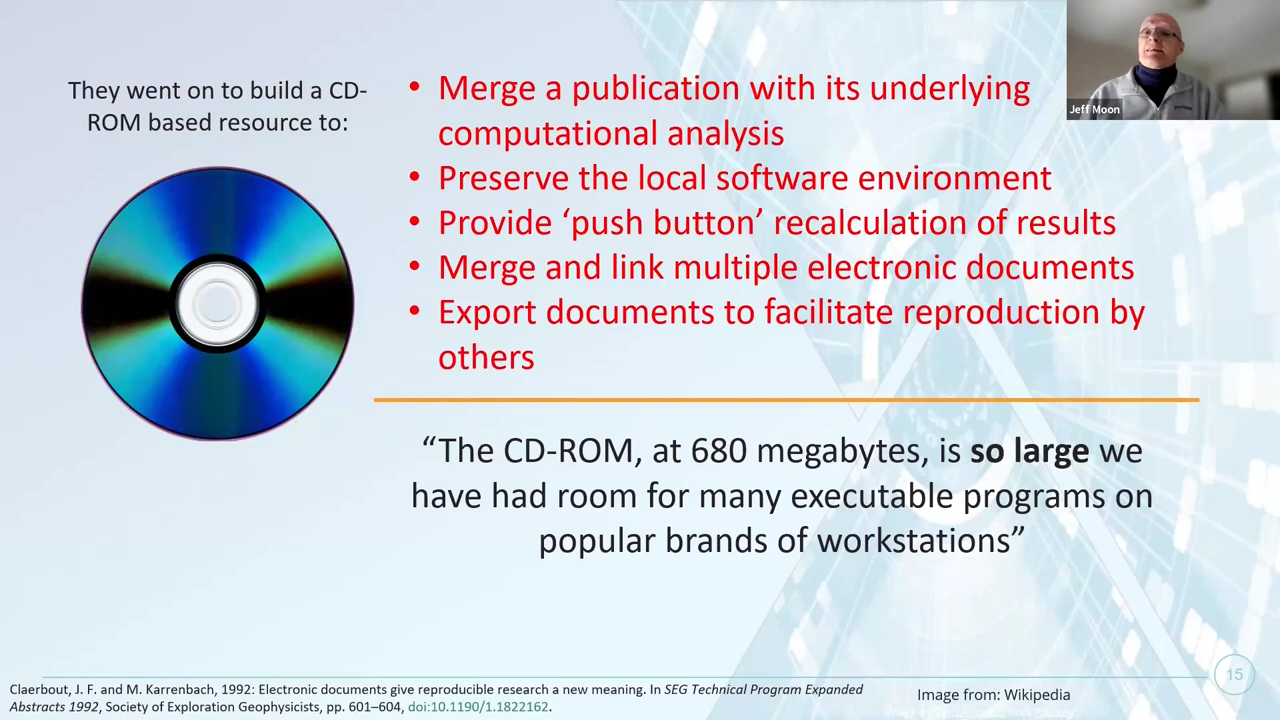 They went on to build a CD-
ROM based resource to:
• Merge a publication with its underlying
computational analysis
• Preserve the local software environment
• Provide ‘push button’ recalculation of results
• Merge and link multiple electronic documents
• Export documents to facilitate reproduction by
others
“The CD-ROM, at 680 megabytes, is so large we
have had room for many executable programs on
popular brands of workstations”
Jeff Moon
Claerbout, J. F. and M. Karrenbach, 1992: Electronic documents give reproducible research a new meaning. In SEG Technical Program Expanded
Abstracts 1992, Society of Exploration Geophysicists, pp. 601–604, doi:10.1190/1.1822162.
Image from: Wikipedia
15